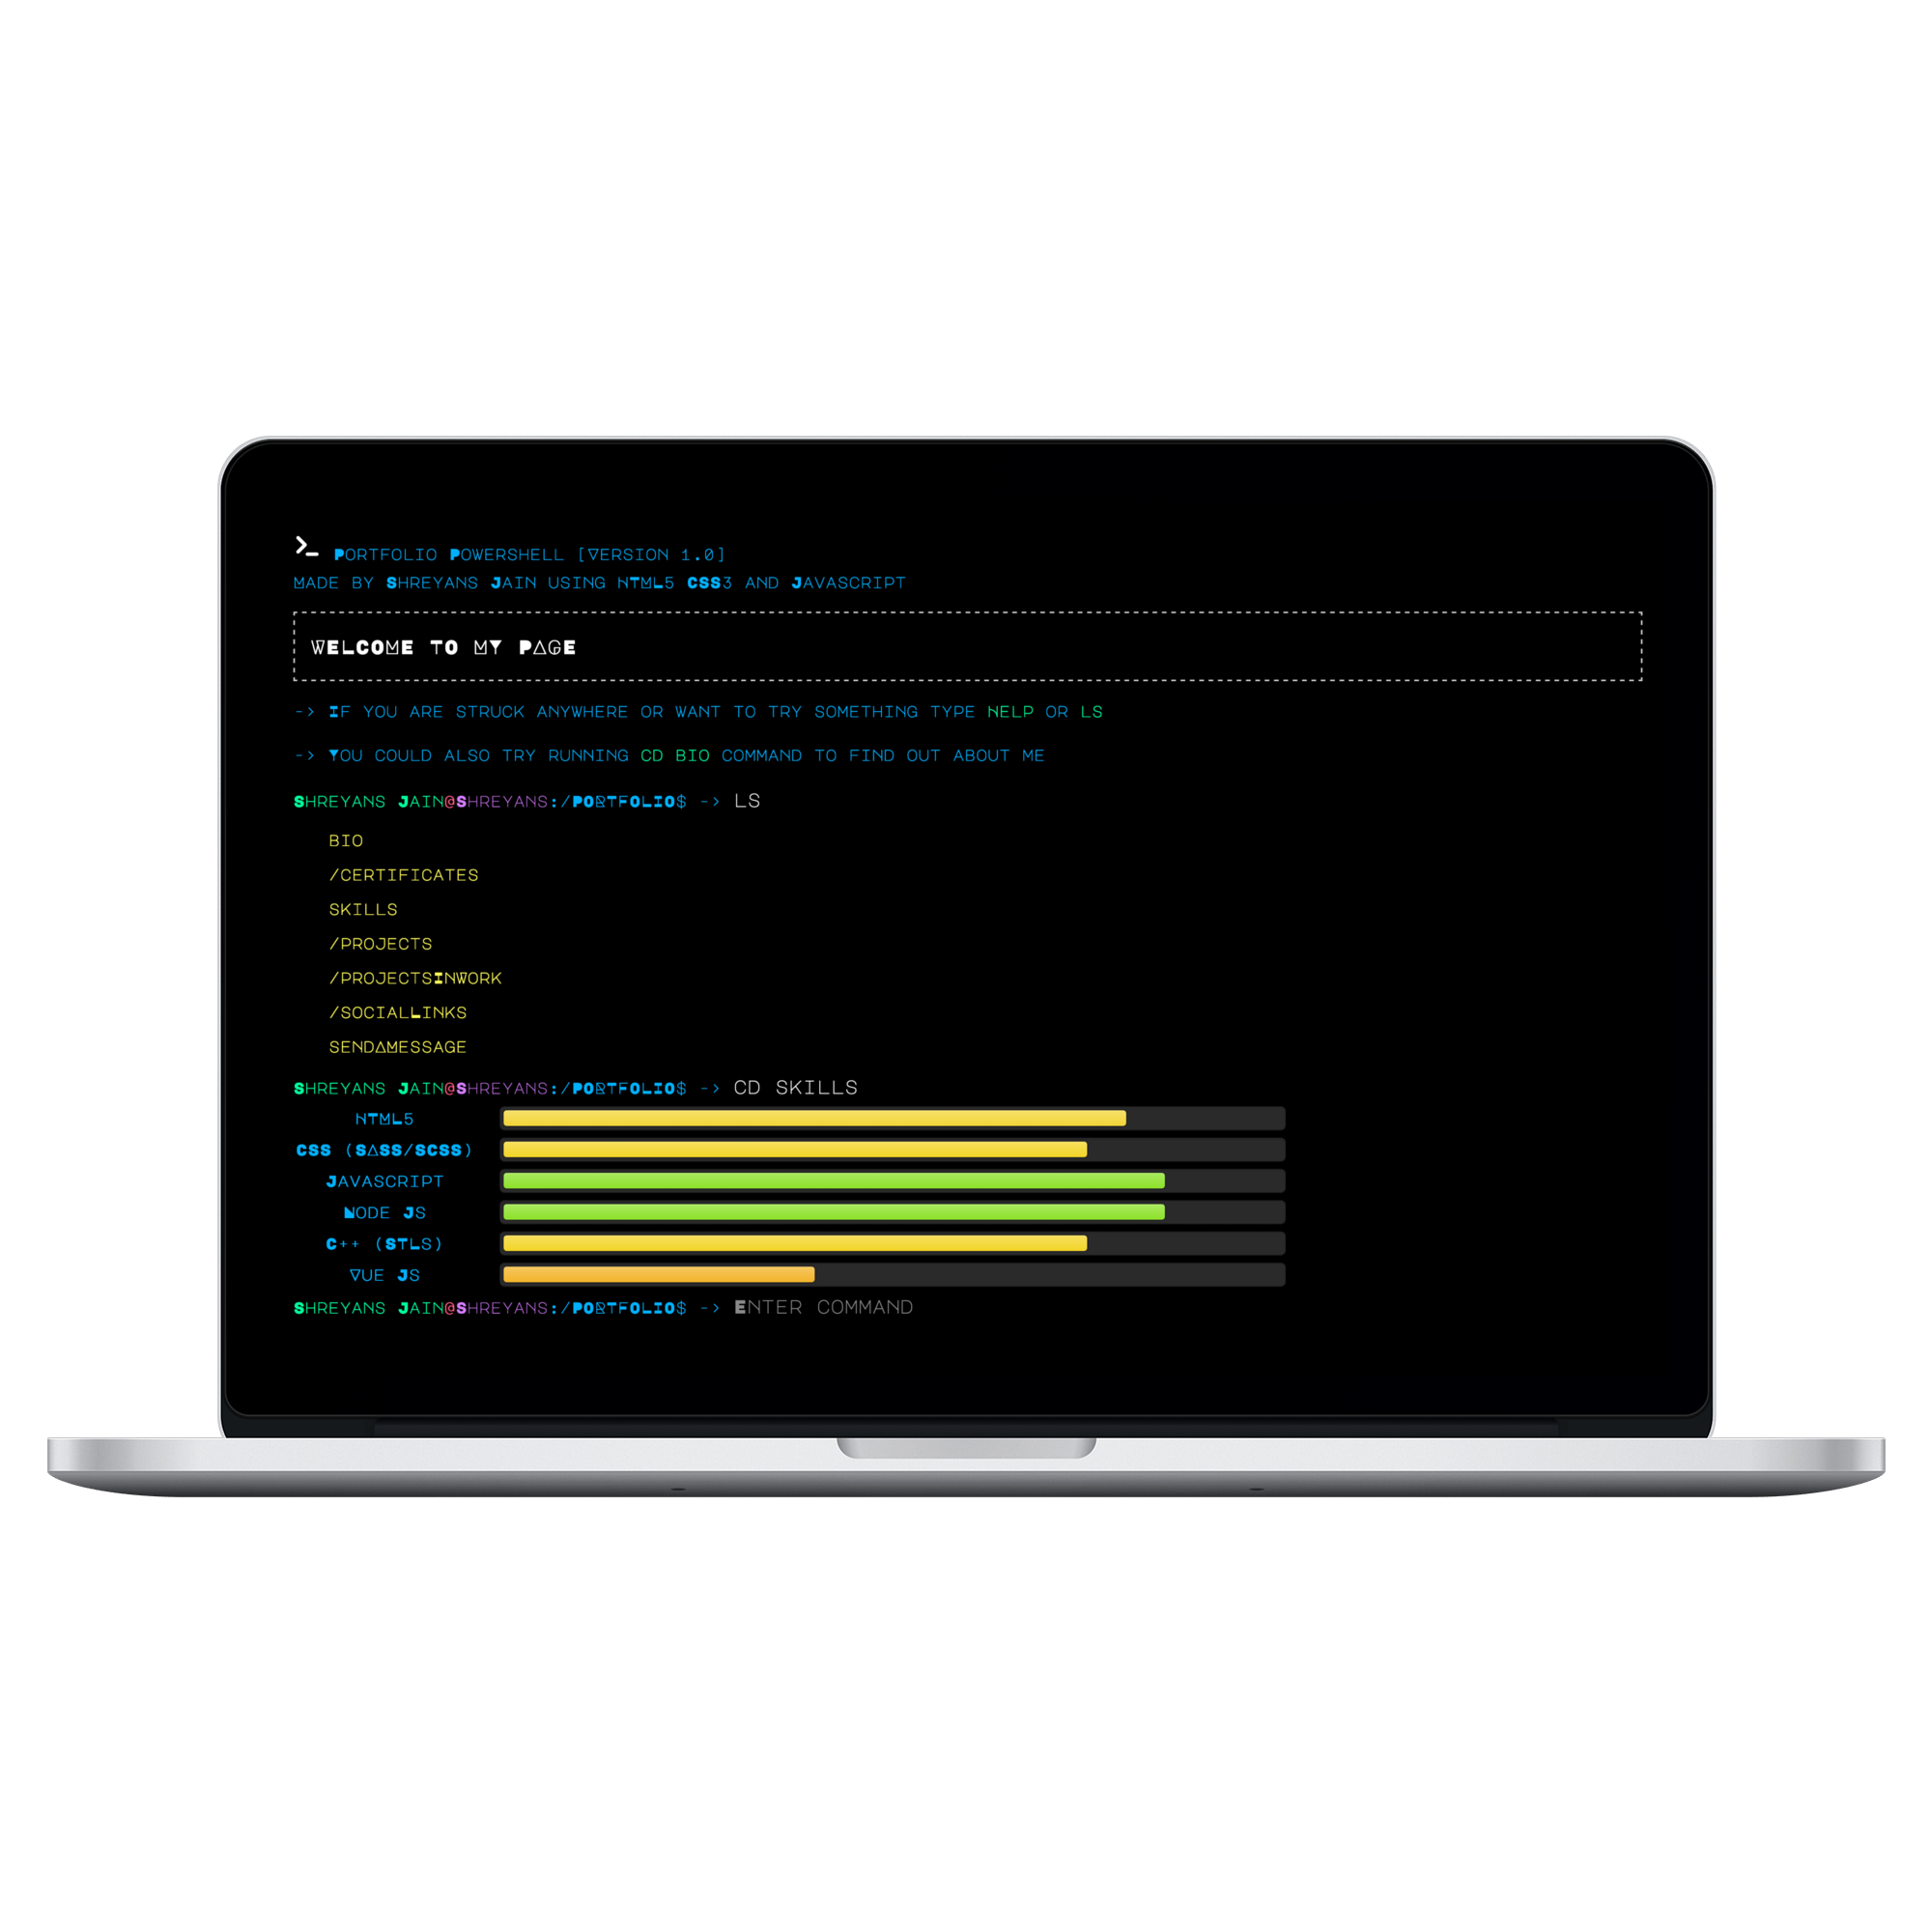 >_ PORTFOLIO POWERSHELL [VERSION 1.0]
MADE BY SHREYANS JAIN USING HTML5 CSS3 AND JAVASCRIPT
WELCOME TO MY PAGE
-> IF YOU ARE STRUCK ANYWHERE OR WANT TO TRY SOMETHING TYPE HELP OR LS
-> YOU COULD ALSO TRY RUNNING CD BIO COMMAND TO FIND OUT ABOUT ME
SHREYANS JAIN@SHREYANS:/PORTFOLIO$ -> LS
BIO
/CERTIFICATES
SKILLS
/PROJECTS
/PROJECTSINWORK
/SOCIALLINKS
SENDAMESSAGE
SHREYANS JAIN@SHREYANS:/PORTFOLIO$ -> CD SKILLS
HTML5
CSS (SASS/SCSS)
JAVASCRIPT
NODE JS
C++ (STLS)
VUE JS
SHREYANS JAIN@SHREYANS:/PORTFOLIO$ -> ENTER COMMAND